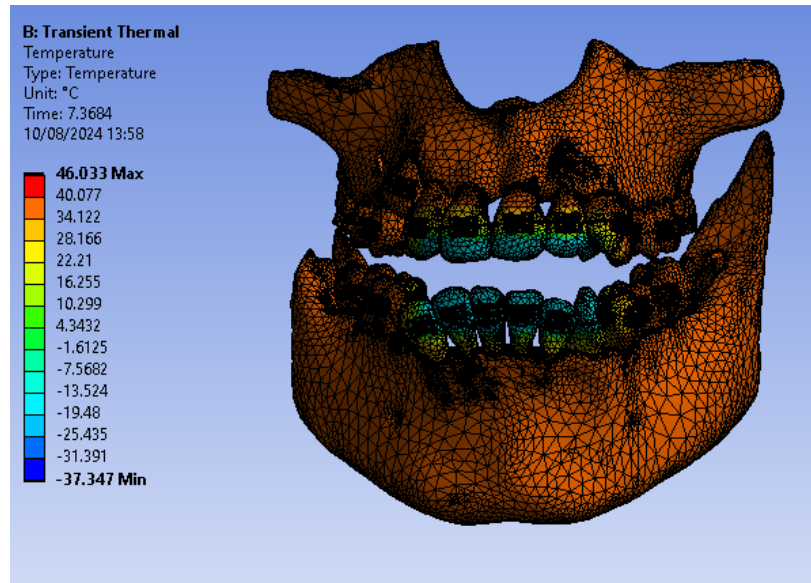 B: Transient Thermal
Temperature
Type: Temperature
Unit: °C
Time: 7.3684
10/08/2024 13:58
46.033 Max
40.077
34.122
28.166
22.21
16.255
10.299
4.3432
-1.6125
-7.5682
-13.524
-19.48
-25.435
-31.391
-37.347 Min